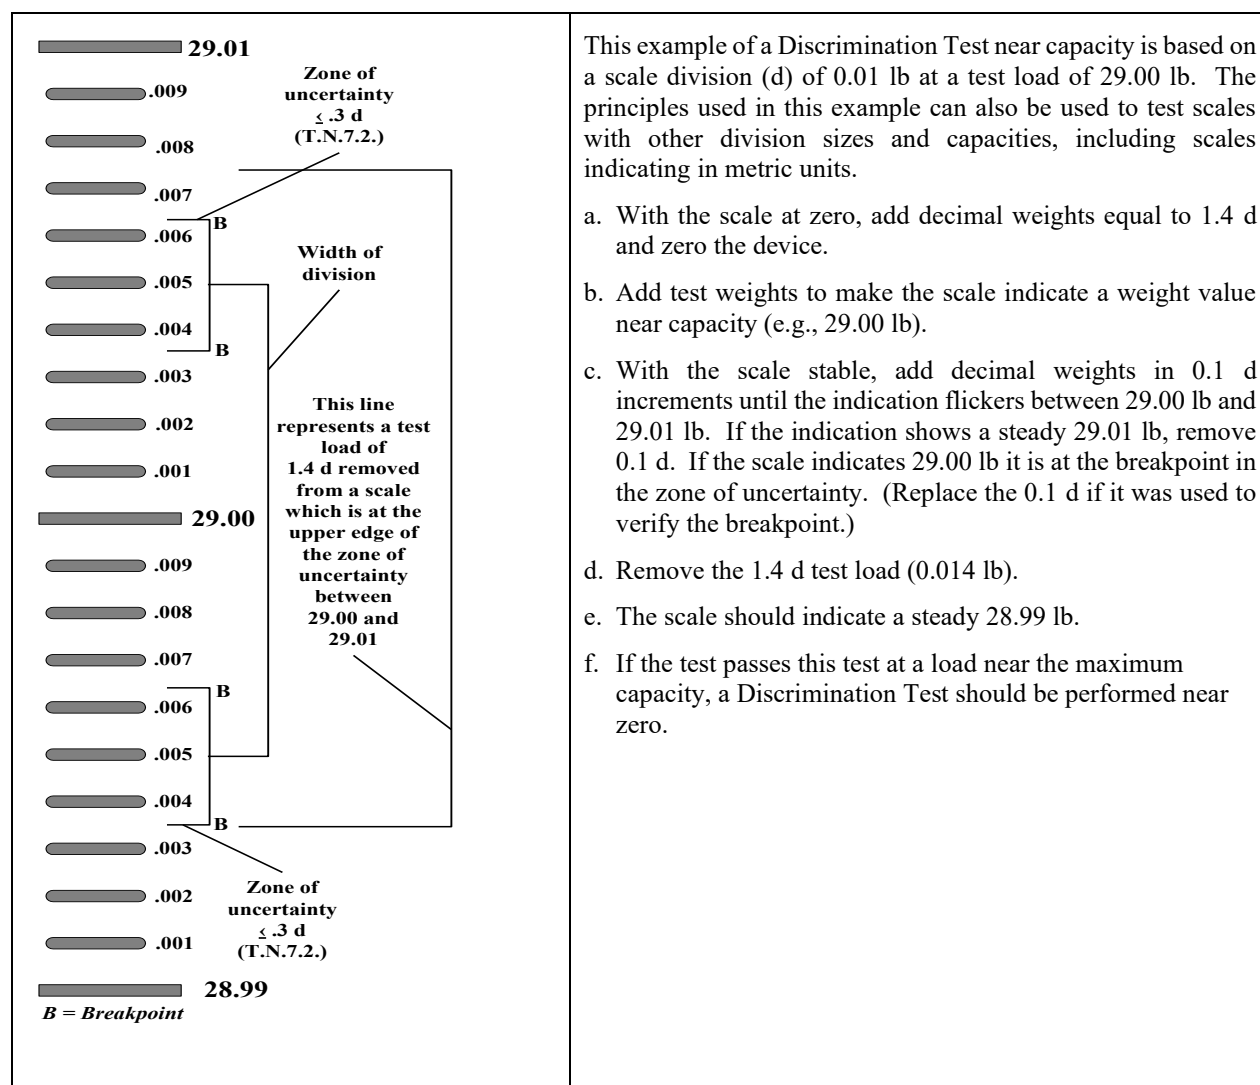 29.01
.009
.008
.007
.006
.005
.004
.003
.002
.001
29.00
.009
.008
.007
.006
.005
.004
.003
.002
.001
28.99
B = Breakpoint
Zone of
uncertainty
≤ .3 d
(T.N.7.2.)
B
B
Width of
division
This line
represents a test
load of
1.4 d removed
from a scale
which is at the
upper edge of
the zone of
uncertainty
between
29.00 and
29.01
B
B
Zone of
uncertainty
≤ .3 d
(T.N.7.2.)
This example of a Discrimination Test near capacity is based on
a scale division (d) of 0.01 lb at a test load of 29.00 lb. The
principles used in this example can also be used to test scales
with other division sizes and capacities, including scales
indicating in metric units.
a. With the scale at zero, add decimal weights equal to 1.4 d
and zero the device.
b. Add test weights to make the scale indicate a weight value
near capacity (e.g., 29.00 lb).
c. With the scale stable, add decimal weights in 0.1 d
increments until the indication flickers between 29.00 lb and
29.01 lb. If the indication shows a steady 29.01 lb, remove
0.1 d. If the scale indicates 29.00 lb it is at the breakpoint in
the zone of uncertainty. (Replace the 0.1 d if it was used to
verify the breakpoint.)
d. Remove the 1.4 d test load (0.014 lb).
e. The scale should indicate a steady 28.99 lb.
f. If the test passes this test at a load near the maximum
capacity, a Discrimination Test should be performed near
zero.